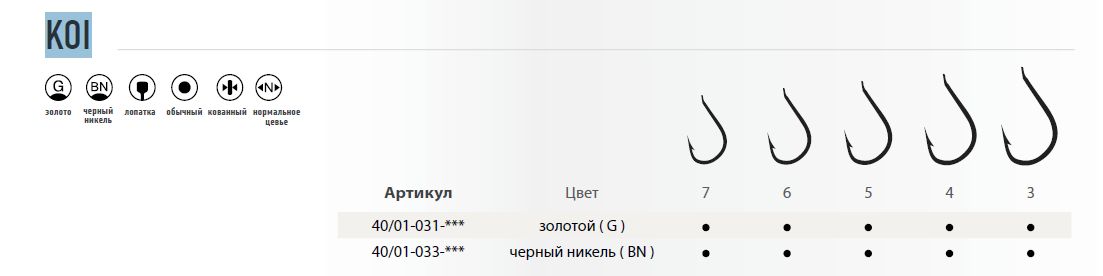 KOI
G BN N
золото черный никель лопатка обычный кованный нормальное цевье
Артикул Цвет 7 6 5 4 3
40/01-031-*** золотой ( G ) • • • • •
40/01-033-*** черный никель ( BN ) • • • • •